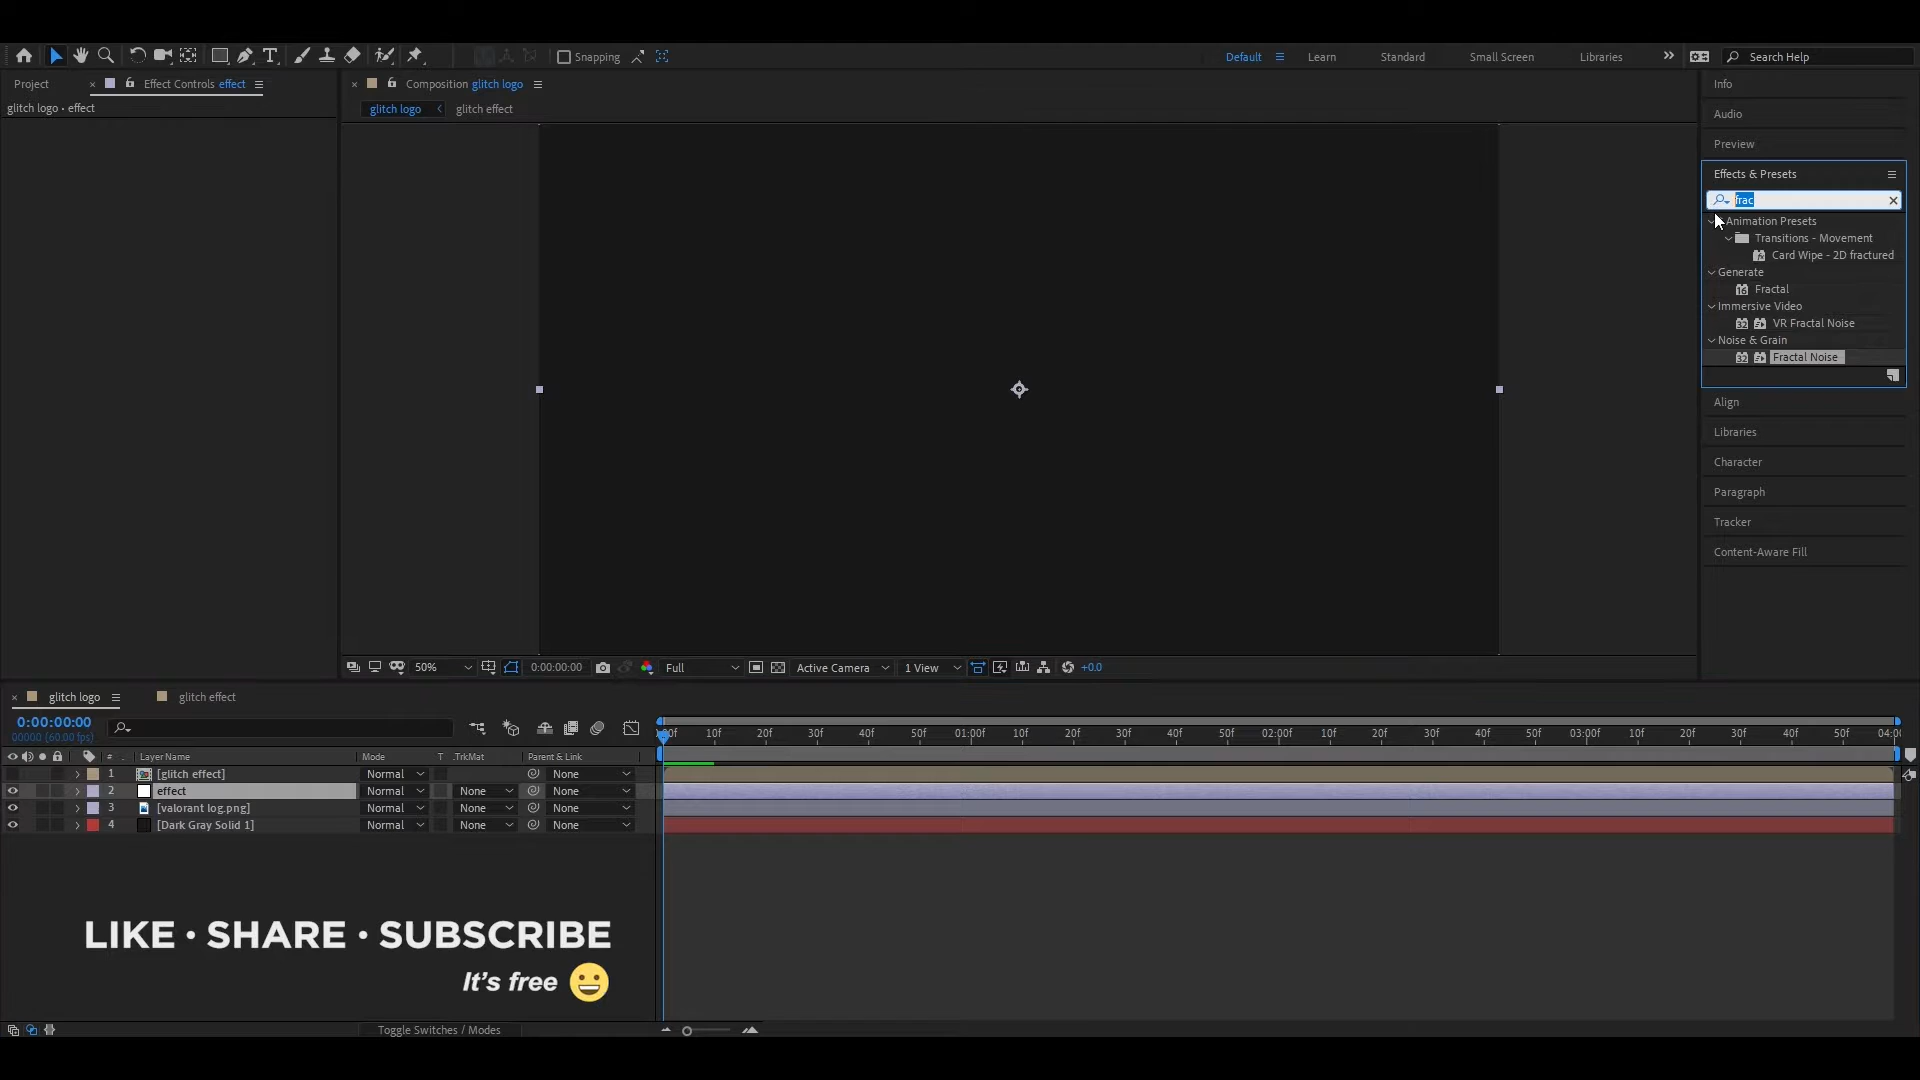 Snapping
Default
Learn
Standard
Small Screen
Libraries
Search Help
Project
Effect Controls effect
glitch logo • effect
Composition glitch logo
glitch logo
glitch effect
Info
Audio
Preview
Effects & Presets
frac
Animation Presets
Transitions - Movement
Card Wipe - 2D fractured
Generate
Fractal
Immersive Video
VR Fractal Noise
Noise & Grain
Fractal Noise
Align
Libraries
Character
Paragraph
Tracker
Content-Aware Fill
50%
0:00:00:00
Full
Active Camera
1 View
+0.0
glitch logo
glitch effect
0:00:00:00
00000 (60.00 fps)
10f 20f 30f 40f 50f 01:00f 10f 20f 30f 40f 50f 02:00f 10f 20f 30f 40f 50f 03:00f 10f 20f 30f 40f 50f
# Layer Name Mode T .TrkMat Parent & Link
1 [glitch effect] Normal None
2 effect Normal None None
3 [valorant log.png] Normal None None
4 [Dark Gray Solid 1] Normal None None
LIKE • SHARE • SUBSCRIBE
It's free
Toggle Switches / Modes